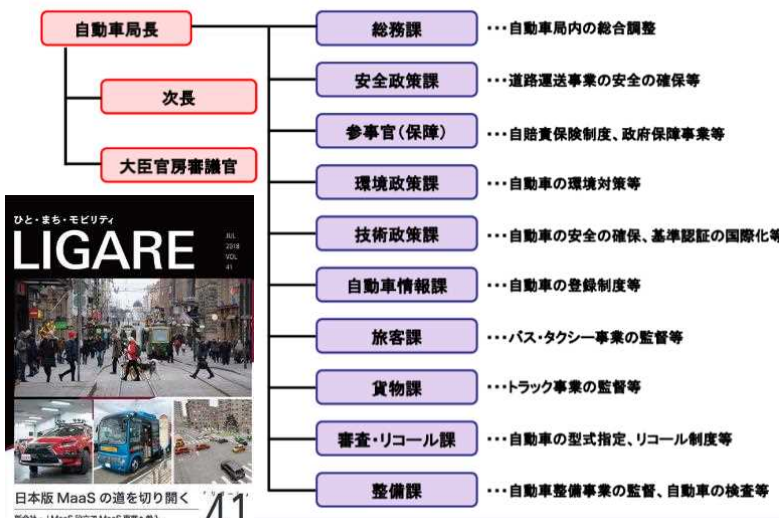 自動車局長
次長
大臣官房審議官
総務課 ･･･自動車局内の総合調整
安全政策課 ･･･道路運送事業の安全の確保等
参事官(保障) ･･･自賠責保険制度、政府保障事業等
環境政策課 ･･･自動車の環境対策等
技術政策課 ･･･自動車の安全の確保、基準認証の国際化等
自動車情報課 ･･･自動車の登録制度等
旅客課 ･･･バス・タクシー事業の監督等
貨物課 ･･･トラック事業の監督等
審査・リコール課 ･･･自動車の型式指定、リコール制度等
整備課 ･･･自動車整備事業の監督、自動車の検査等
ひと・まち・モビリティ
LIGARE
JUL
2018
VOL
41
日本版 MaaS の道を切り開く
41